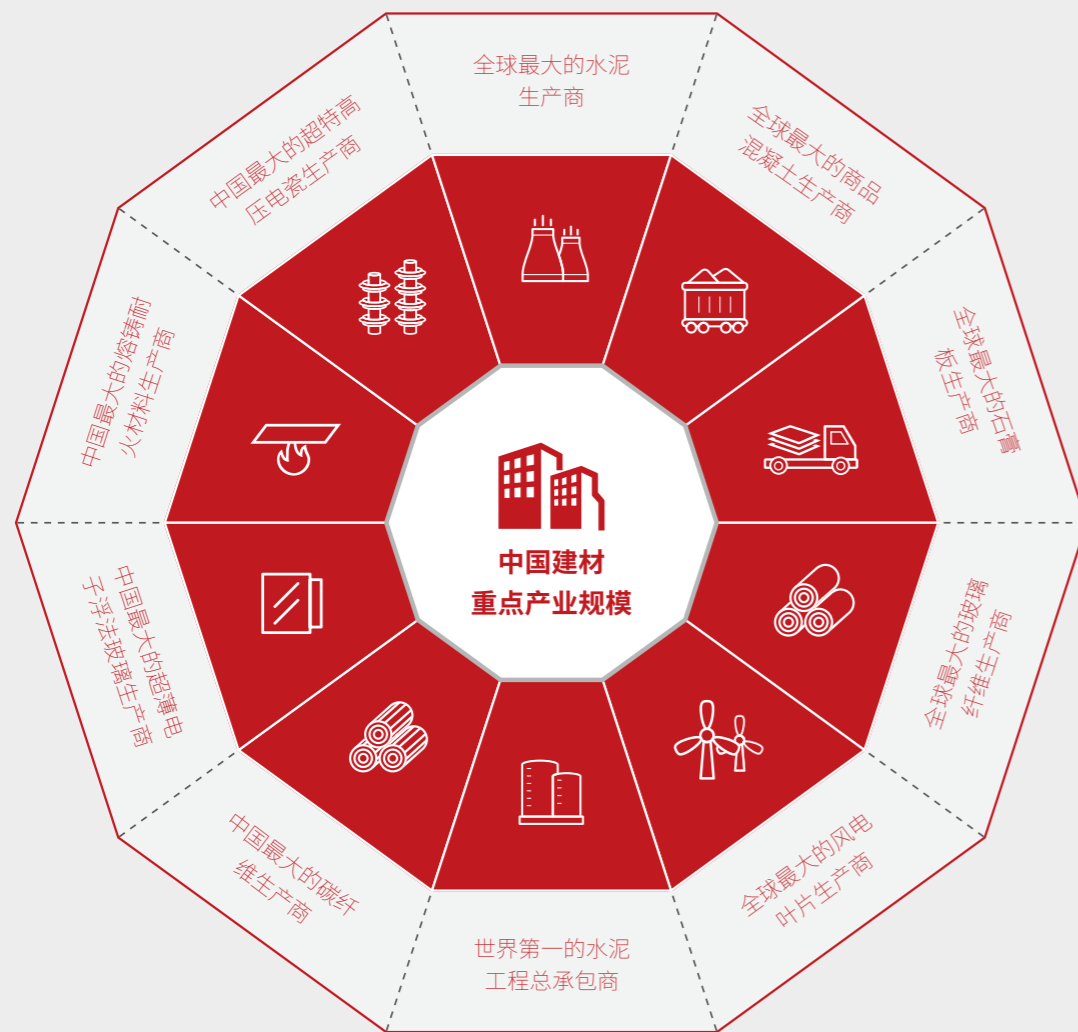 全球最大的水泥
生产商
全球最大的商品
混凝土生产商
全球最大的石膏
板生产商
全球最大的玻璃
纤维生产商
全球最大的风电
叶片生产商
世界第一的水泥
工程总承包商
中国最大的碳纤
维生产商
中国最大的超薄电
子浮法玻璃生产商
中国最大的熔铸耐
火材料生产商
中国最大的超特高
压电瓷生产商
中国建材
重点产业规模